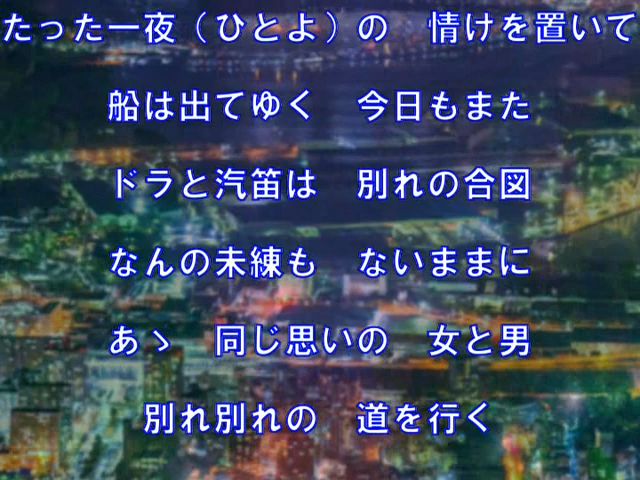 たった一夜（ひとよ）の　情けを置いて
船は出てゆく　今日もまた
ドラと汽笛は　別れの合図
なんの未練も　ないままに
あゝ　同じ思いの　女と男
別れ別れの　道を行く